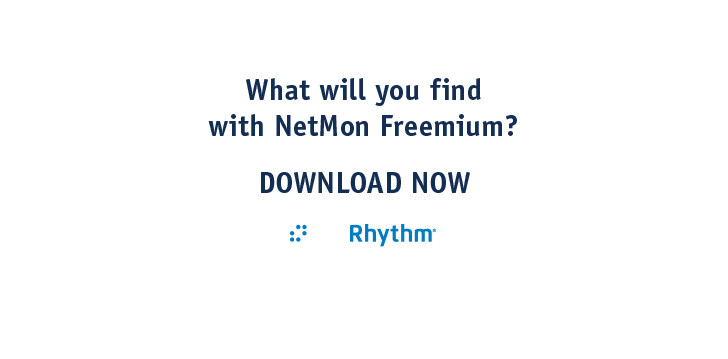 What will you find
with NetMon Freemium?
DOWNLOAD NOW
Rhythm®